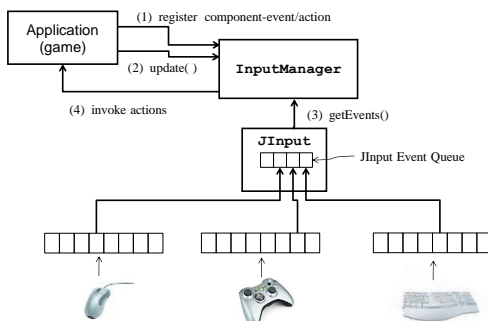 (1) register component-event/action
Application
(game)
(2) update( )
InputManager
(4) invoke actions
(3) getEvents()
JInput
JInput Event Queue